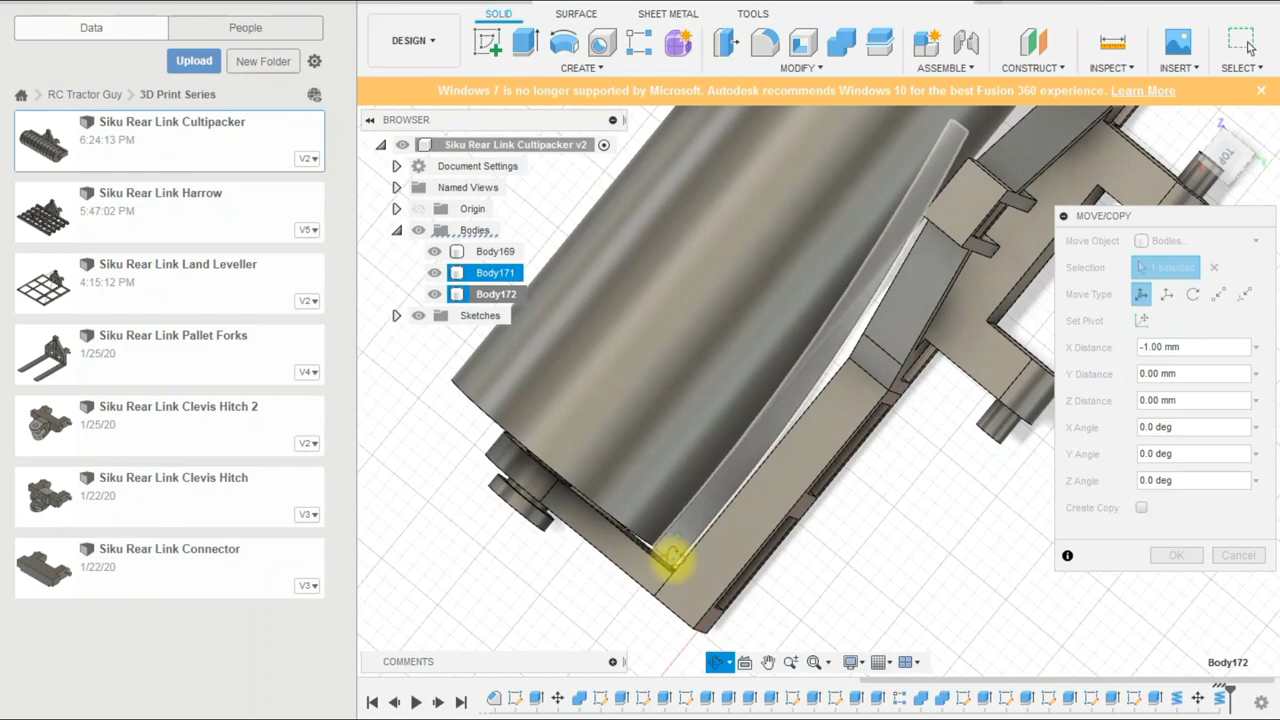 Data
People
Upload
New Folder
RC Tractor Guy
3D Print Series
Siku Rear Link Cultipacker
6:24:13 PM
V2
Siku Rear Link Harrow
5:47:02 PM
V5
Siku Rear Link Land Leveller
4:15:12 PM
V2
Siku Rear Link Pallet Forks
1/25/20
V4
Siku Rear Link Clevis Hitch 2
1/25/20
V2
Siku Rear Link Clevis Hitch
1/22/20
V3
Siku Rear Link Connector
1/22/20
V3
DESIGN
SOLID
SURFACE
SHEET METAL
TOOLS
CREATE
MODIFY
ASSEMBLE
CONSTRUCT
INSPECT
INSERT
SELECT
Windows 7 is no longer supported by Microsoft. Autodesk recommends Windows 10 for the best Fusion 360 experience. Learn More
BROWSER
Siku Rear Link Cultipacker v2
Document Settings
Named Views
Origin
Bodies
Body169
Body171
Body172
Sketches
Z
TOP
MOVE/COPY
Move Object
Bodies...
Selection
1 selected
Move Type
Set Pivot
X Distance
-1.00 mm
Y Distance
0.00 mm
Z Distance
0.00 mm
X Angle
0.0 deg
Y Angle
0.0 deg
Z Angle
0.0 deg
Create Copy
OK
Cancel
COMMENTS
Body172